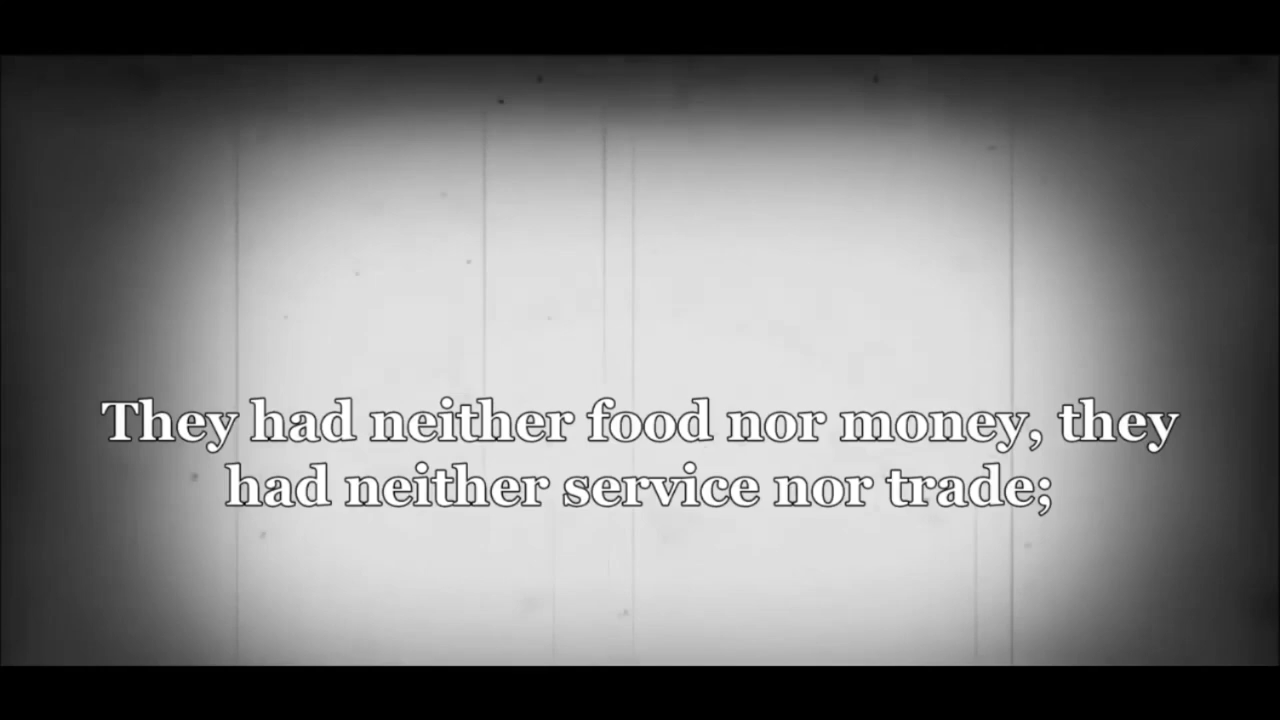 They had neither food nor money, they
had neither service nor trade;